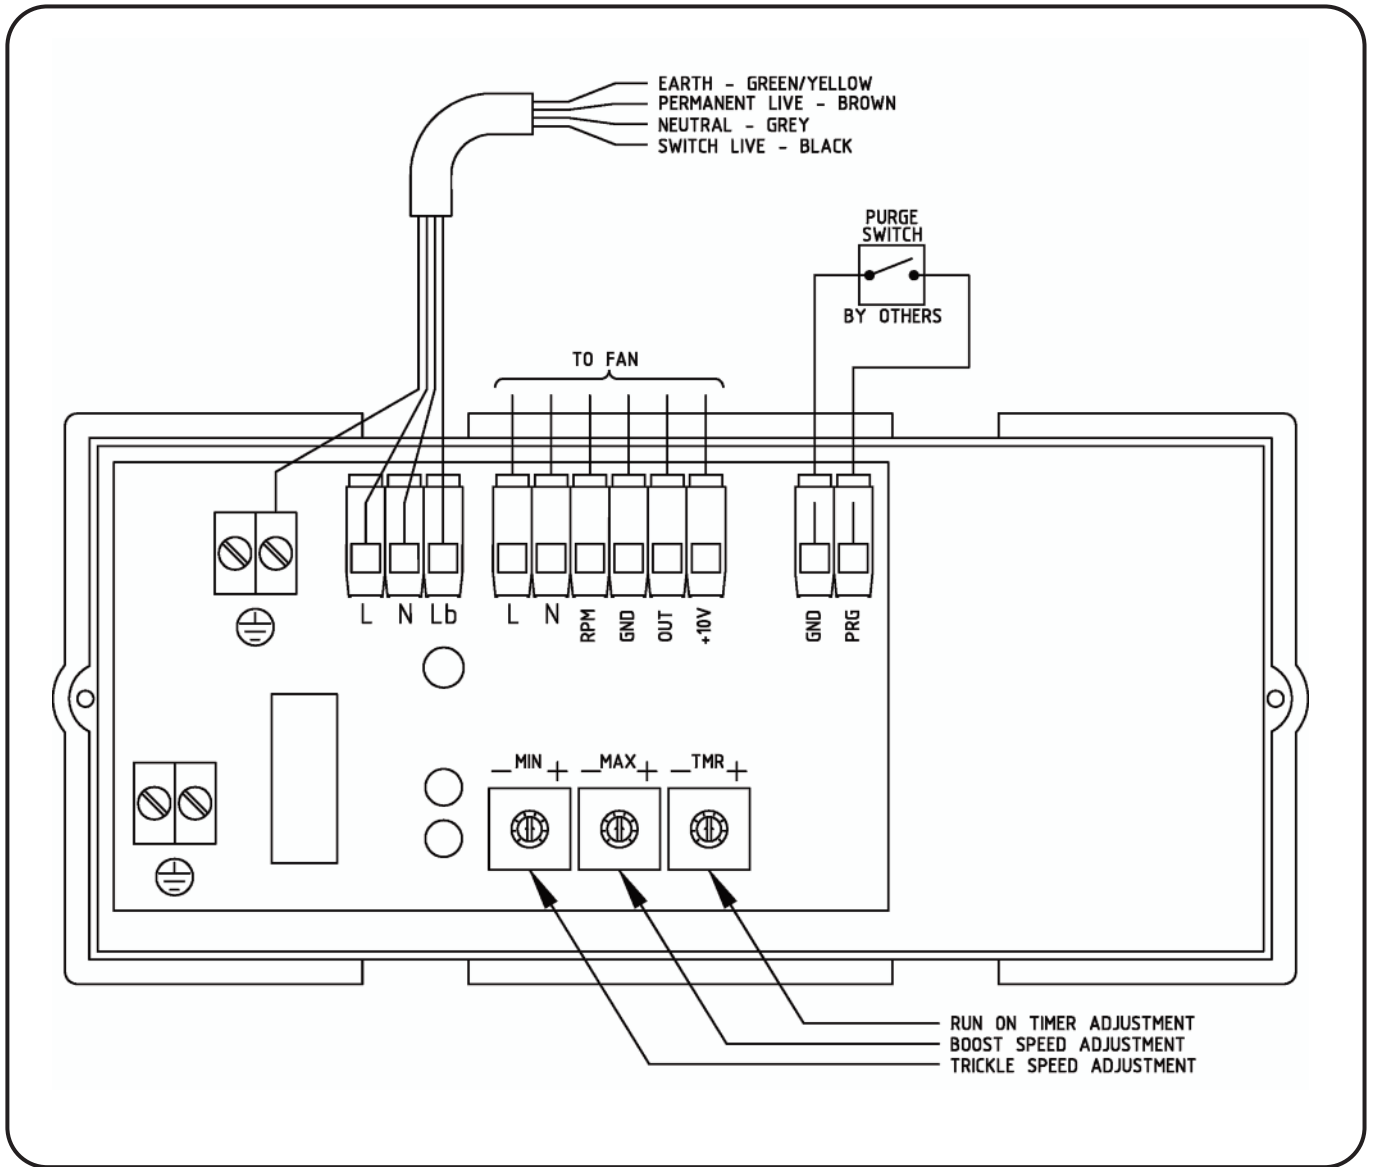 EARTH - GREEN/YELLOW
PERMANENT LIVE - BROWN
NEUTRAL - GREY
SWITCH LIVE - BLACK
PURGE
SWITCH
BY OTHERS
TO FAN
L N Lb
L N RPM GND OUT +10V
GND PRG
- MIN +
- MAX +
- TMR +
RUN ON TIMER ADJUSTMENT
BOOST SPEED ADJUSTMENT
TRICKLE SPEED ADJUSTMENT